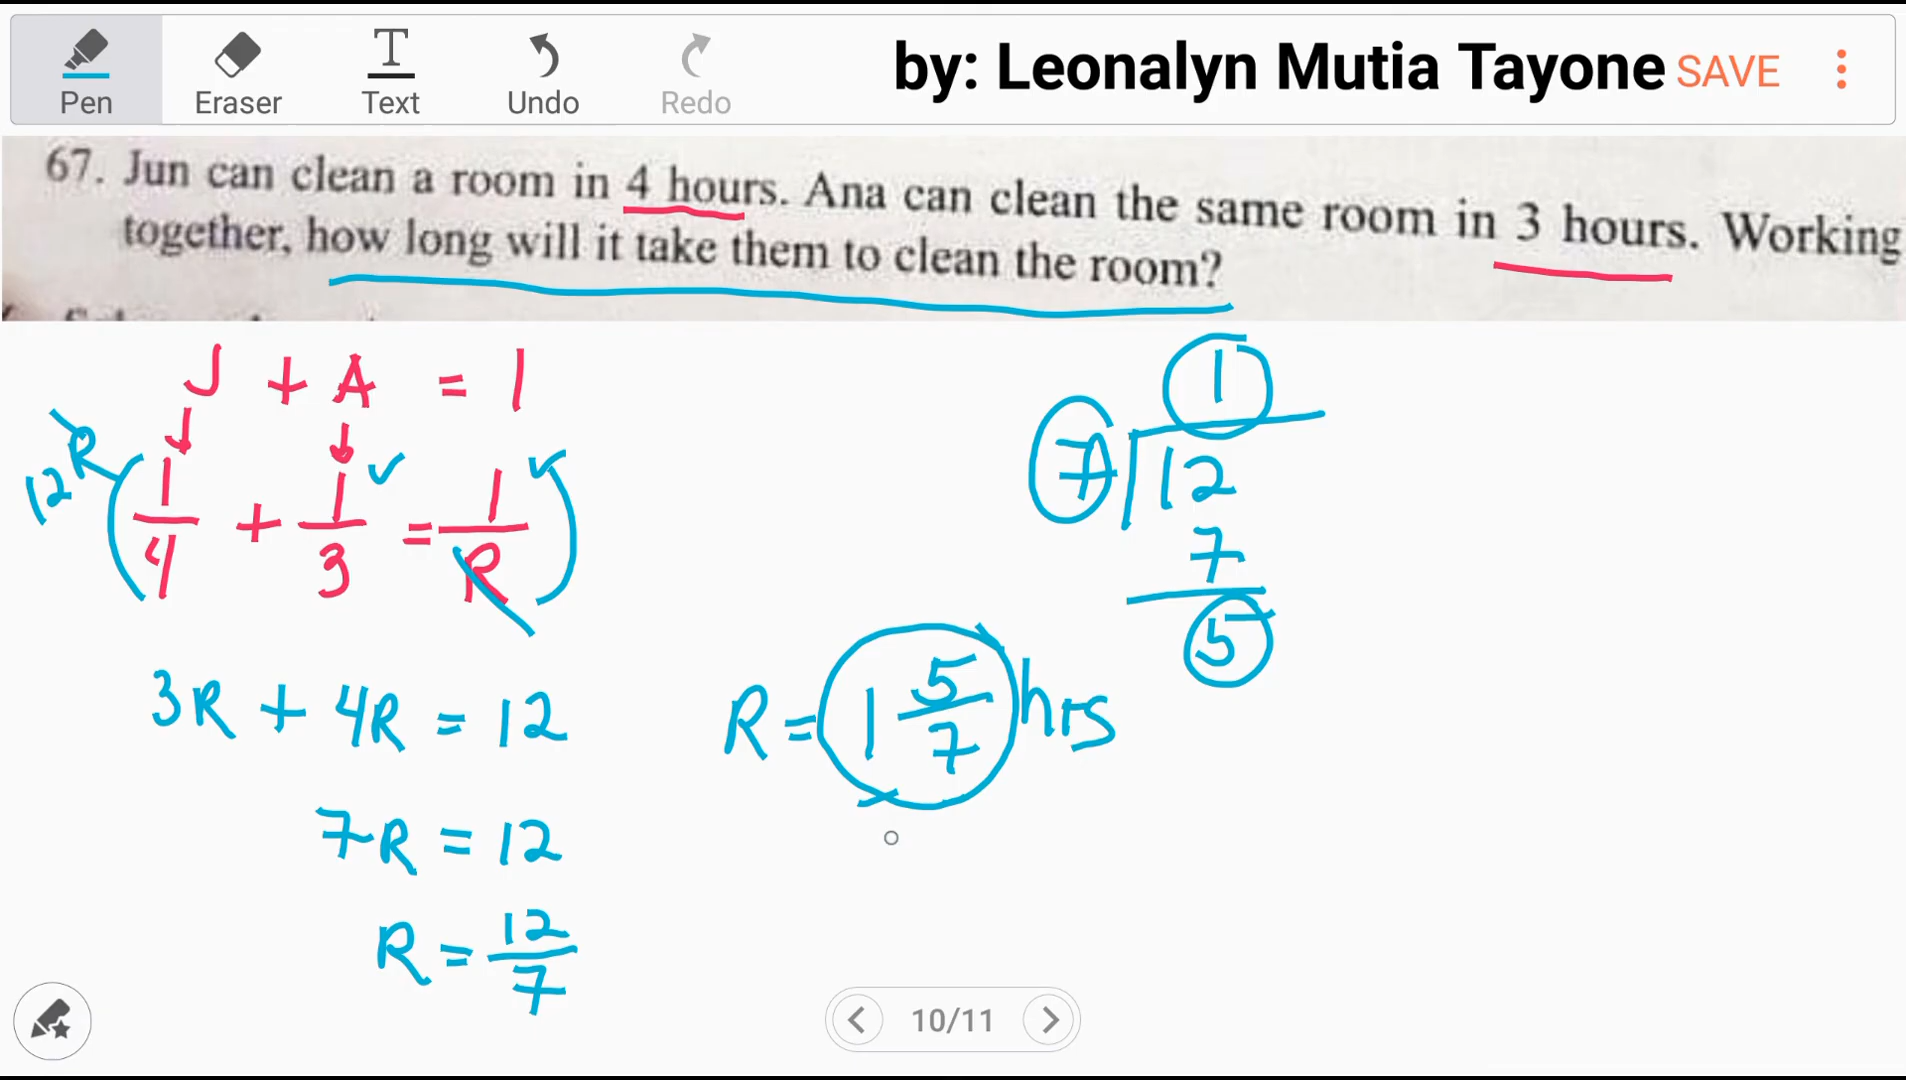 Pen
Eraser
Text
Undo
Redo
by: Leonalyn Mutia Tayone
SAVE
67. Jun can clean a room in 4 hours. Ana can clean the same room in 3 hours. Working
together, how long will it take them to clean the room?
J + A = 1
12R (1/4 + 1/3 = 1/R)
3R + 4R = 12
7R = 12
R = 12/7
1
7 12
7
5
R = 1 5/7 hrs
10/11